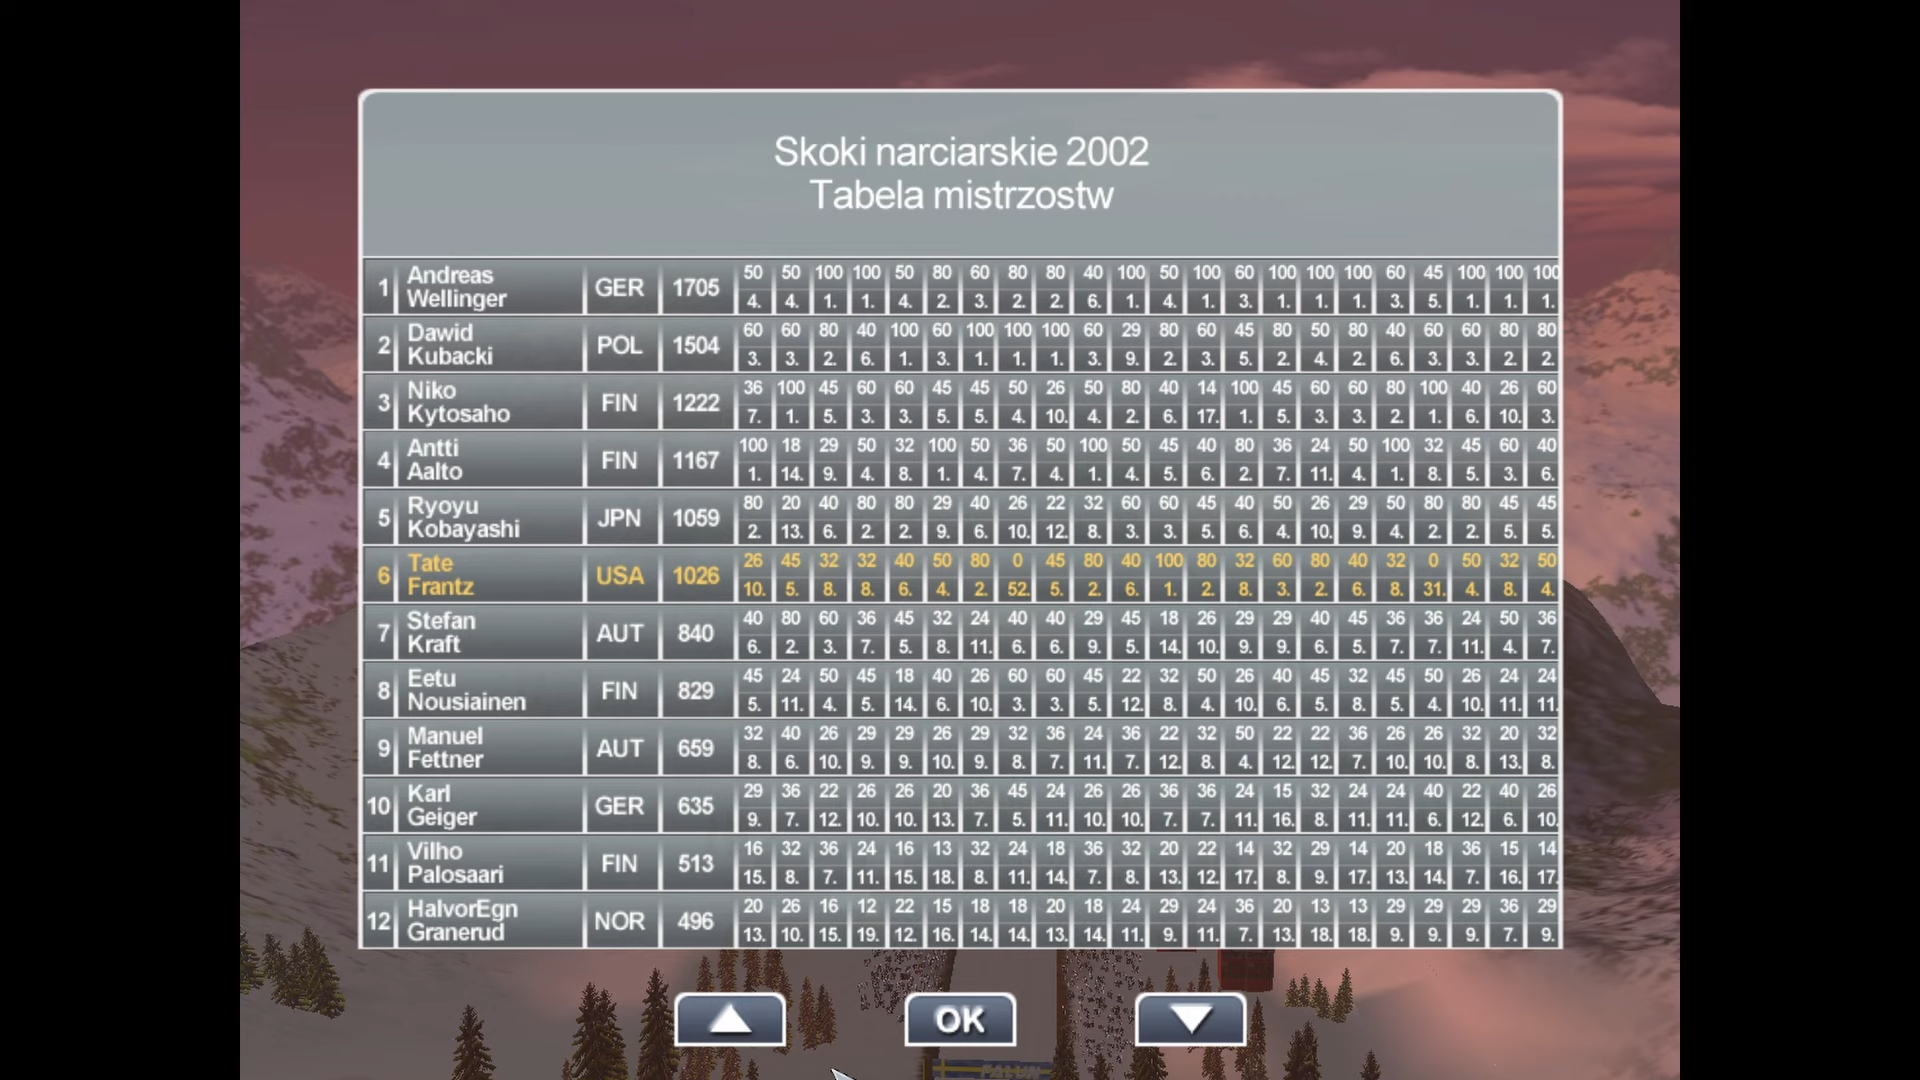 Skoki narciarskie 2002
Tabela mistrzostw
1 Andreas Wellinger GER 1705 50 50 100 100 50 80 60 80 80 40 100 50 100 60 100 100 100 60 45 100 100 100
4. 4. 1. 1. 4. 2. 3. 2. 2. 6. 1. 4. 1. 3. 1. 1. 1. 3. 5. 1. 1. 1.
2 Dawid Kubacki POL 1504 60 60 80 40 100 60 100 100 100 60 29 80 60 45 80 50 80 40 60 60 80 80
3. 3. 2. 6. 1. 3. 1. 1. 1. 3. 9. 2. 3. 5. 2. 4. 2. 6. 3. 3. 2. 2.
3 Niko Kytosaho FIN 1222 36 100 45 60 60 45 45 50 26 50 80 40 14 100 45 60 60 80 100 40 26 60
7. 1. 5. 3. 3. 5. 5. 4. 10. 4. 2. 6. 17. 1. 5. 3. 3. 2. 1. 6. 10. 3.
4 Antti Aalto FIN 1167 100 18 29 50 32 100 50 36 50 100 50 45 40 80 36 24 50 100 32 45 60 40
1. 14. 9. 4. 8. 1. 4. 7. 4. 1. 4. 5. 6. 2. 7. 11. 4. 1. 8. 5. 3. 6.
5 Ryoyu Kobayashi JPN 1059 80 20 40 80 80 29 40 26 22 32 60 60 45 40 50 26 29 50 80 80 45 45
2. 13. 6. 2. 2. 9. 6. 10. 12. 8. 3. 3. 5. 6. 4. 10. 9. 4. 2. 2. 5. 5.
6 Tate Frantz USA 1026 26 45 32 32 40 50 80 0 45 80 40 100 80 32 60 80 40 32 0 50 32 50
10. 5. 8. 8. 6. 4. 2. 52. 5. 2. 6. 1. 2. 8. 3. 2. 6. 8. 31. 4. 8. 4.
7 Stefan Kraft AUT 840 40 80 60 36 45 32 24 40 40 29 45 18 26 29 29 40 45 36 36 24 50 36
6. 2. 3. 7. 5. 8. 11. 6. 6. 9. 5. 14. 10. 9. 9. 6. 5. 7. 7. 11. 4. 7.
8 Eetu Nousiainen FIN 829 45 24 50 45 18 40 26 60 60 45 22 32 50 26 40 45 32 45 50 26 24 24
5. 11. 4. 5. 14. 6. 10. 3. 3. 5. 12. 8. 4. 10. 6. 5. 8. 5. 4. 10. 11. 11.
9 Manuel Fettner AUT 659 32 40 26 29 29 26 29 32 36 24 36 22 32 50 22 22 36 26 26 32 20 32
8. 6. 10. 9. 9. 10. 9. 8. 7. 11. 7. 12. 8. 4. 12. 12. 7. 10. 10. 8. 13. 8.
10 Karl Geiger GER 635 29 36 22 26 26 20 36 45 24 26 26 36 36 24 15 32 24 24 40 22 40 26
9. 7. 12. 10. 10. 13. 7. 5. 11. 10. 10. 7. 7. 11. 16. 8. 11. 11. 6. 12. 6. 10.
11 Vilho Palosaari FIN 513 16 32 36 24 16 13 32 24 18 36 32 20 22 14 32 29 14 20 18 36 15 14
15. 8. 7. 11. 15. 18. 8. 11. 14. 7. 8. 13. 12. 17. 8. 9. 17. 13. 14. 7. 16. 17.
12 HalvorEgn Granerud NOR 496 20 26 16 12 22 15 18 18 20 18 24 29 24 36 20 13 13 29 29 29 36 29
13. 10. 15. 19. 12. 16. 14. 14. 13. 14. 11. 9. 11. 7. 13. 18. 18. 9. 9. 9. 7. 9.
OK
FALUN